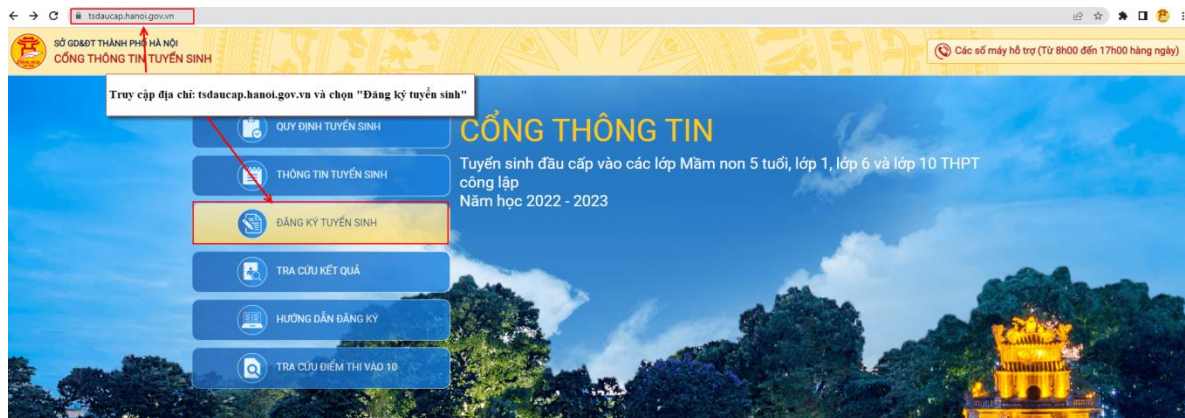 tsdaucap.hanoi.gov.vn
SỞ GD&ĐT THÀNH PHỐ HÀ NỘI
CỔNG THÔNG TIN TUYỂN SINH
Các số máy hỗ trợ (Từ 8h00 đến 17h00 hàng ngày)
Truy cập địa chỉ: tsdaucap.hanoi.gov.vn và chọn "Đăng ký tuyển sinh"
QUY ĐỊNH TUYỂN SINH
THÔNG TIN TUYỂN SINH
ĐĂNG KÝ TUYỂN SINH
TRA CỨU KẾT QUẢ
HƯỚNG DẪN ĐĂNG KÝ
TRA CỨU ĐIỂM THI VÀO 10
CỔNG THÔNG TIN
Tuyển sinh đầu cấp vào các lớp Mầm non 5 tuổi, lớp 1, lớp 6 và lớp 10 THPT
công lập
Năm học 2022 - 2023